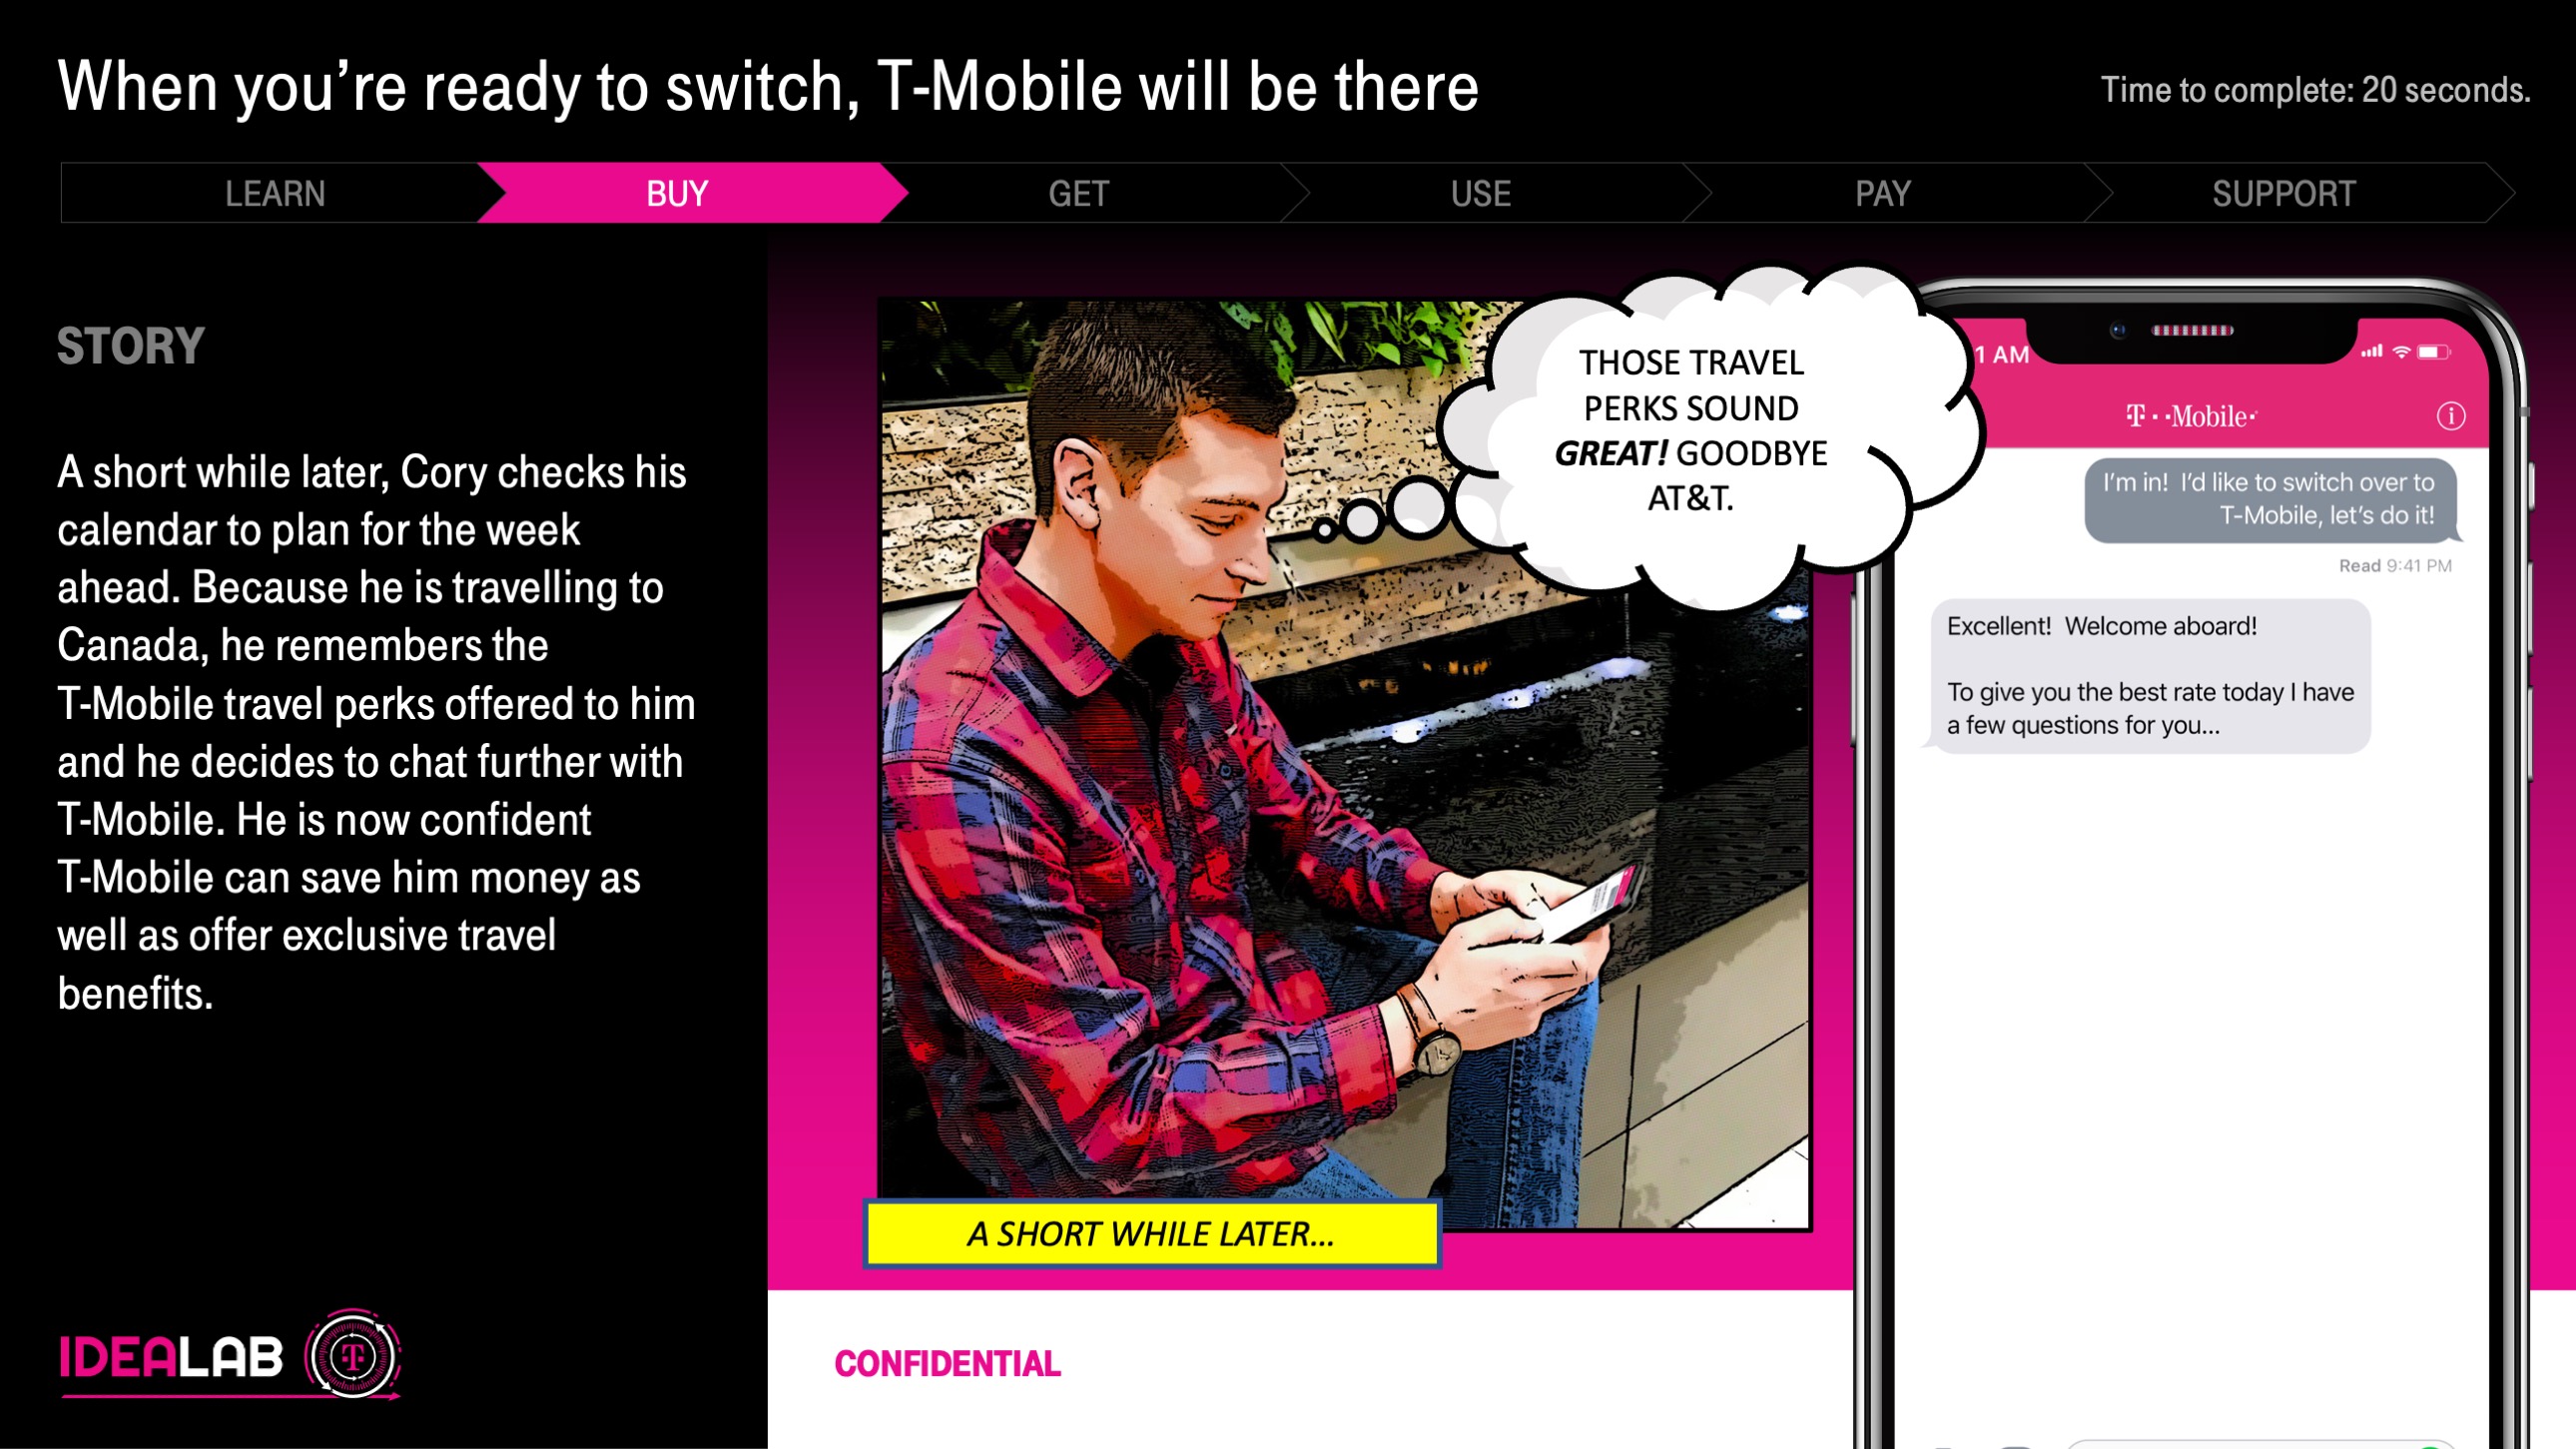 When you’re ready to switch, T-Mobile will be there
Time to complete: 20 seconds.
LEARN
BUY
GET
USE
PAY
SUPPORT
STORY
A short while later, Cory checks his
calendar to plan for the week
ahead. Because he is travelling to
Canada, he remembers the
T-Mobile travel perks offered to him
and he decides to chat further with
T-Mobile. He is now confident
T-Mobile can save him money as
well as offer exclusive travel
benefits.
THOSE TRAVEL
PERKS SOUND
GREAT! GOODBYE
AT&T.
A SHORT WHILE LATER...
1 AM
T··Mobile·
I’m in!  I’d like to switch over to
T-Mobile, let’s do it!
Read 9:41 PM
Excellent!  Welcome aboard!
To give you the best rate today I have
a few questions for you...
IDEALAB
T
CONFIDENTIAL